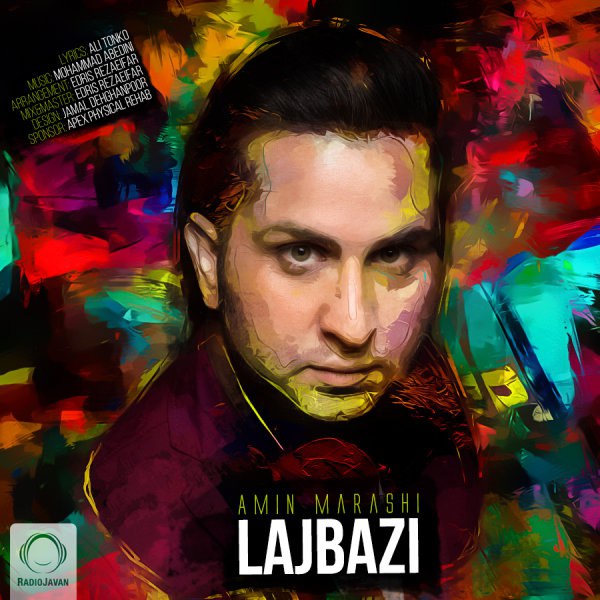 LYRICS: ALI TONKO
MUSIC: MOHAMMAD ABEDINI
ARRANGEMENT: EDRIS REZAEIFAR
MIX&MASTER: EDRIS REZAEIFAR
DESIGN: JAMAL DEHGHANPOOR
SPONSOR: APEX PHYSICAL REHAB
AMIN MARASHI
LAJBAZI
RADIOJAVAN